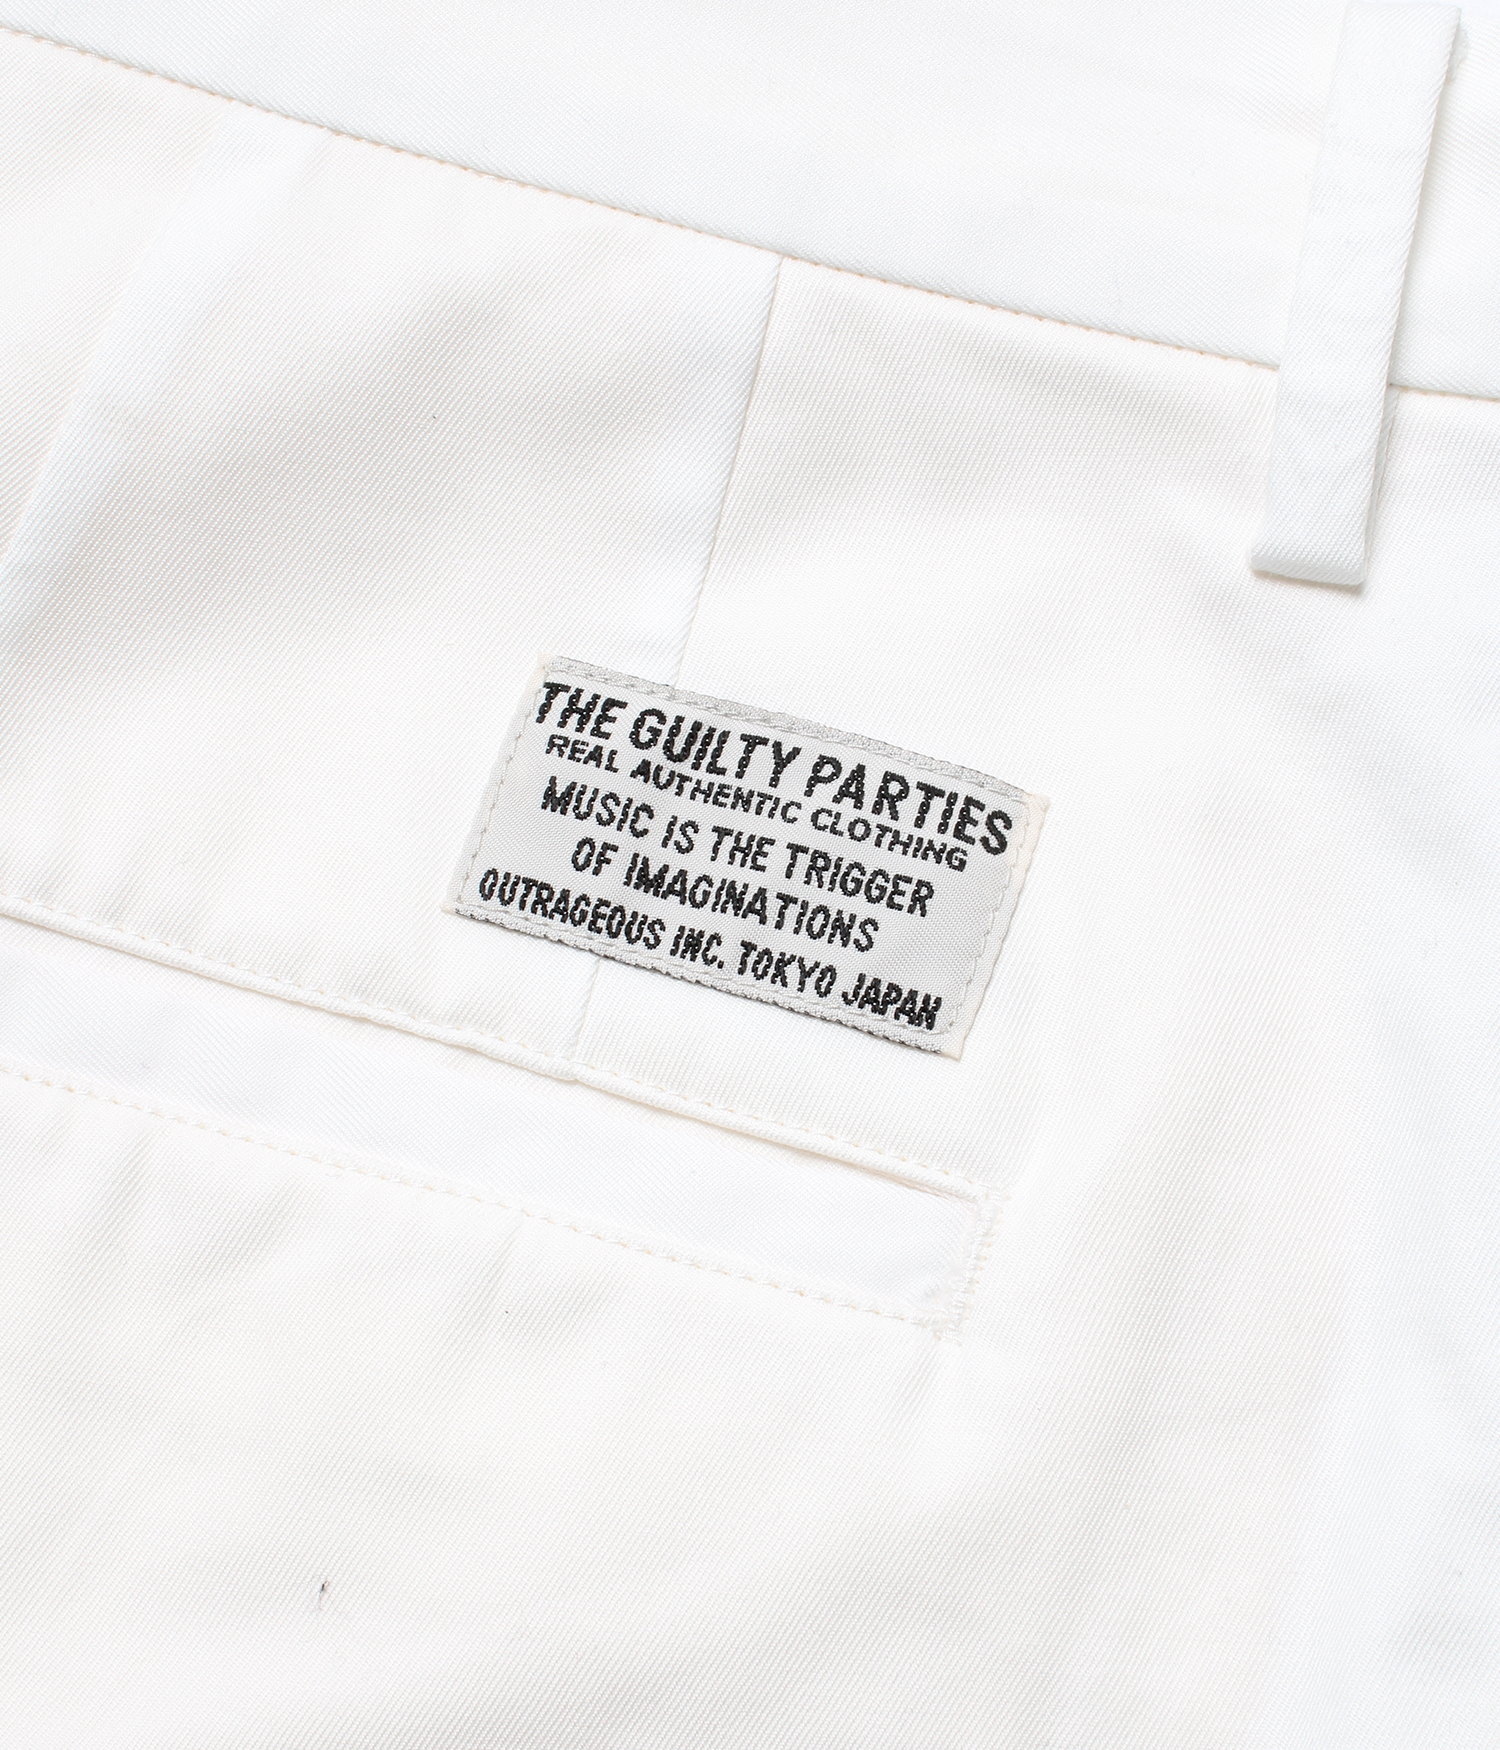 THE GUILTY PARTIES
REAL AUTHENTIC CLOTHING
MUSIC IS THE TRIGGER
OF IMAGINATIONS
OUTRAGEOUS INC. TOKYO JAPAN